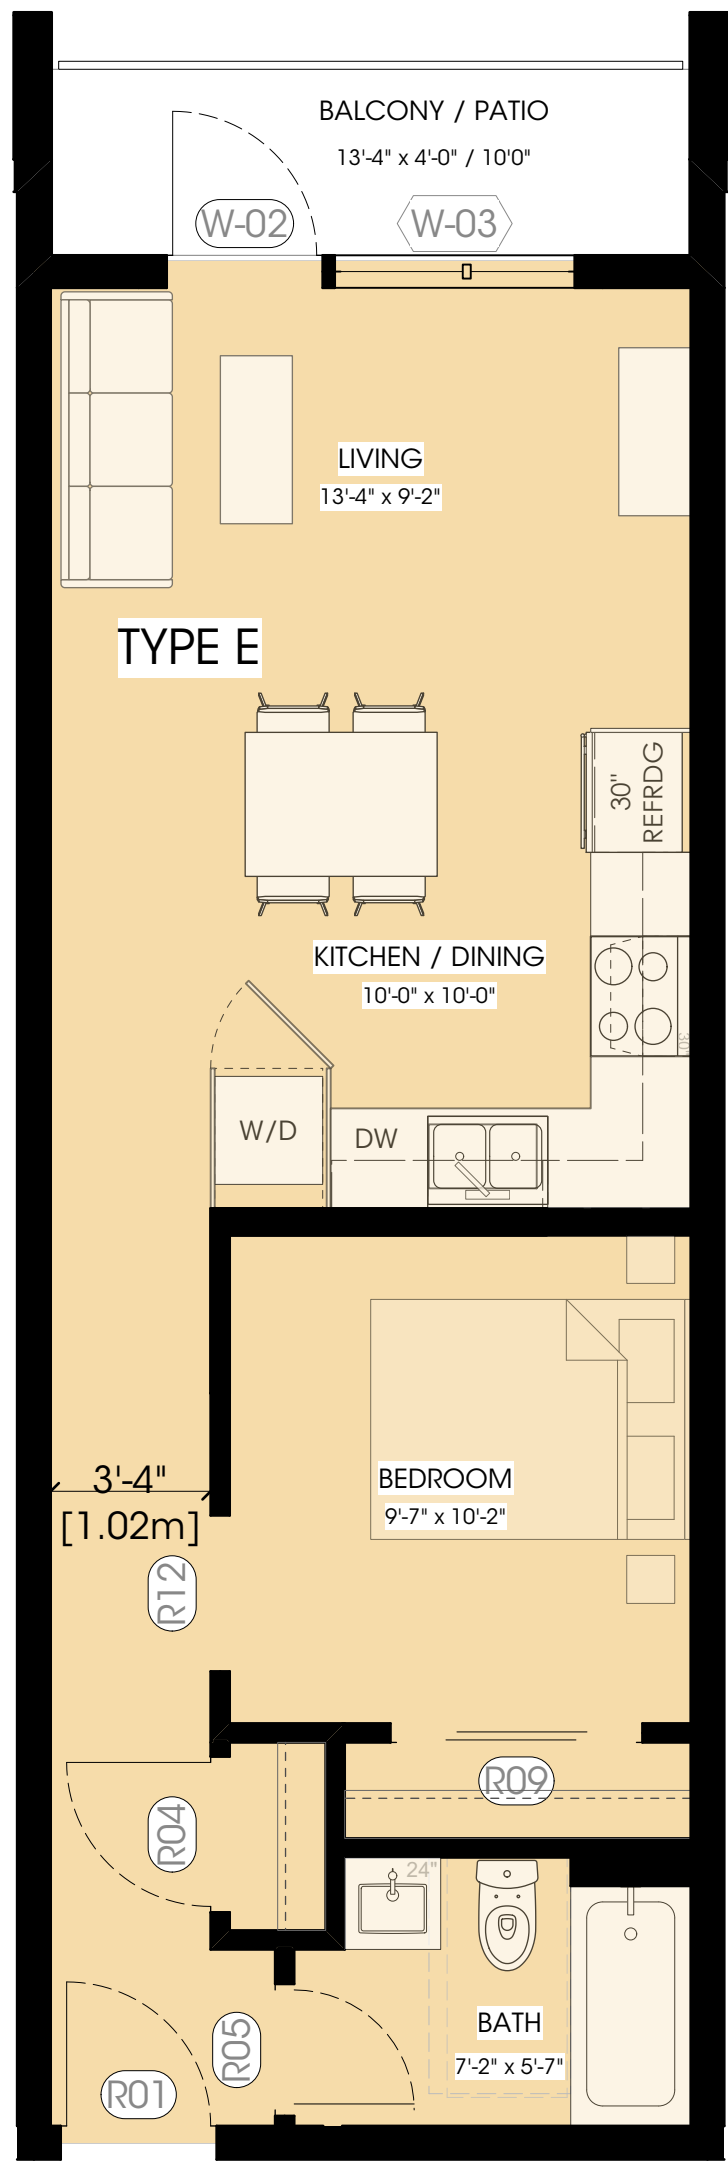 BALCONY / PATIO
13'-4" x 4'-0" / 10'0"
W-02
W-03
LIVING
13'-4" x 9'-2"
TYPE E
30"
REFRDG
KITCHEN / DINING
10'-0" x 10'-0"
30"
W/D
DW
3'-4"
[1.02m]
BEDROOM
9'-7" x 10'-2"
R12
R09
R04
24"
BATH
7'-2" x 5'-7"
R05
R01